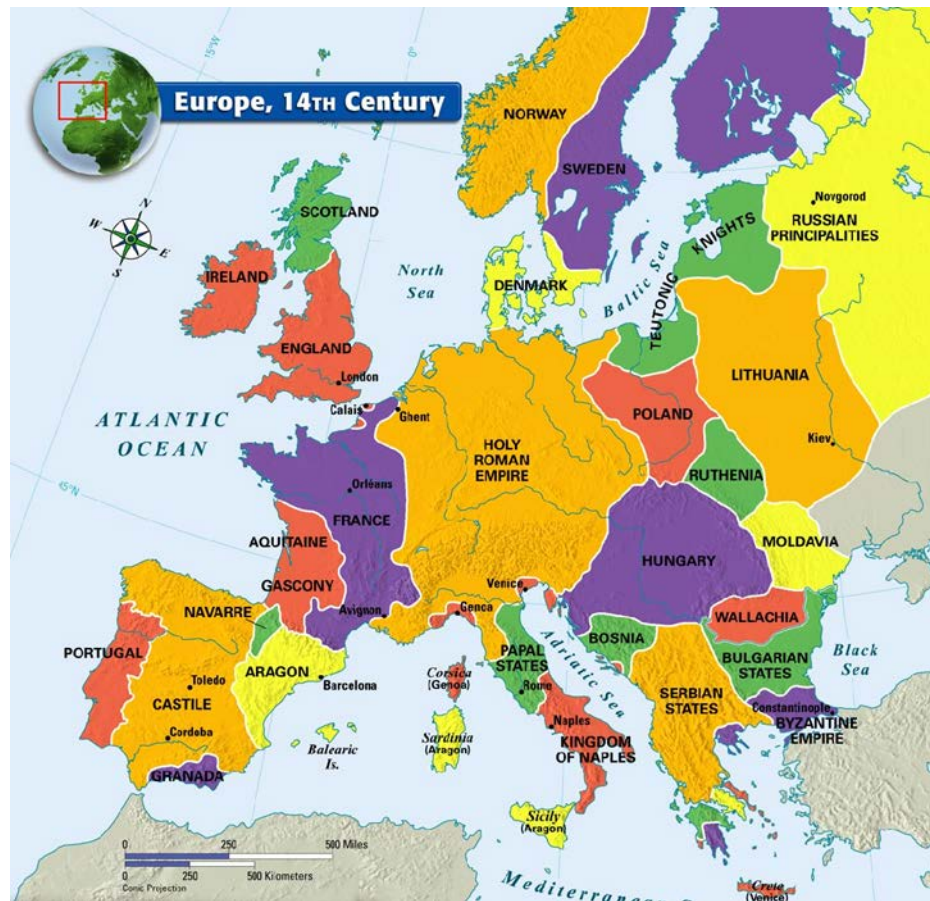 Europe, 14TH Century
15°W
0°
45°N
N
W
E
S
NORWAY
SWEDEN
Novgorod
RUSSIAN
PRINCIPALITIES
SCOTLAND
North
Sea
IRELAND
DENMARK
Baltic Sea
TEUTONIC
KNIGHTS
ENGLAND
London
Calais
Ghent
LITHUANIA
POLAND
Kiev
ATLANTIC
OCEAN
HOLY
ROMAN
EMPIRE
RUTHENIA
Orléans
FRANCE
AQUITAINE
GASCONY
MOLDAVIA
HUNGARY
Venice
Avignon
Genca
WALLACHIA
NAVARRE
BOSNIA
PAPAL
STATES
Adriatic Sea
BULGARIAN
STATES
Black
Sea
PORTUGAL
ARAGON
Barcelona
Toledo
CASTILE
Cordoba
GRANADA
Corsica
(Genoa)
Rome
SERBIAN
STATES
Constantinople
BYZANTINE
EMPIRE
Naples
KINGDOM
OF NAPLES
Balearic
Is.
Sardinia
(Aragon)
Sicily
(Aragon)
0 250 500 Miles
0 250 500 Kilometers
Conic Projection
Mediterranean
Crete
(Venice)